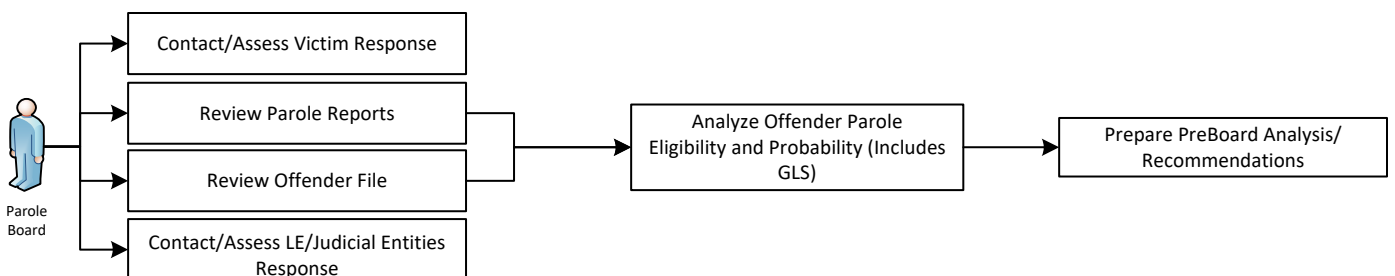 Contact/Assess Victim Response
Review Parole Reports
Review Offender File
Contact/Assess LE/Judicial Entities
Response
Parole
Board
Analyze Offender Parole
Eligibility and Probability (Includes
GLS)
Prepare PreBoard Analysis/
Recommendations